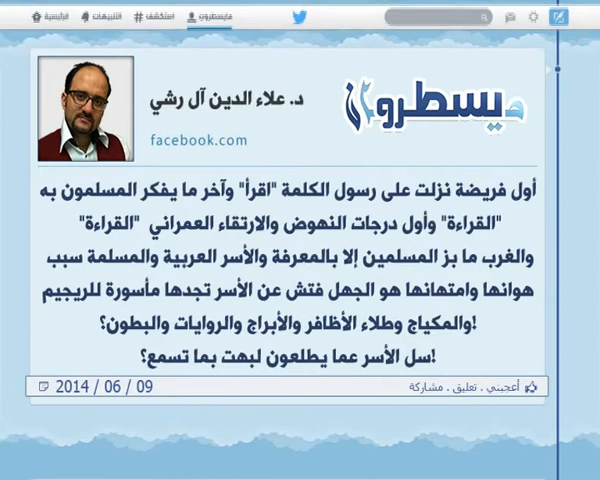 الرئيسية التنبيهات # استكشف فايسطرون
د. علاء الدين آل رشي
يسطرون
facebook.com
أول فريضة نزلت على رسول الكلمة "اقرأ" وآخر ما يفكر المسلمون به
"القراءة" وأول درجات النهوض والارتقاء العمراني "القراءة"
والغرب ما بز المسلمين إلا بالمعرفة والأسر العربية والمسلمة سبب
هوانها وامتهانها هو الجهل فتش عن الأسر تجدها مأسورة للريجيم
!والمكياج وطلاء الأظافر والأبراج والروايات والبطون؟
!سل الأسر عما يطلعون لبهت بما تسمع؟
أعجبني . تعليق . مشاركة
2014 / 06 / 09